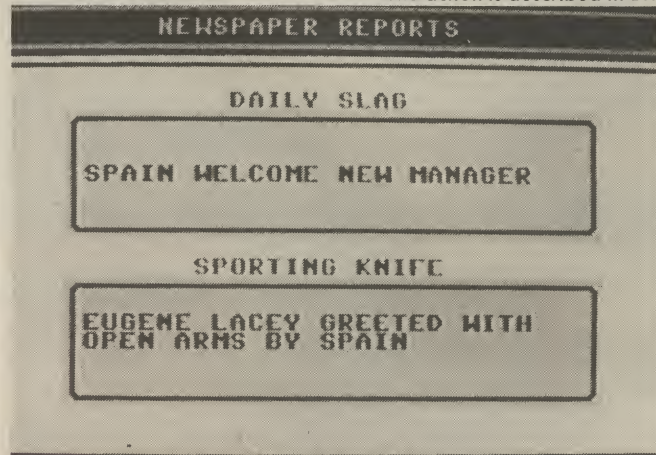 NEWSPAPER REPORTS
DAILY SLAG
SPAIN WELCOME NEW MANAGER
SPORTING KNIFE
EUGENE LACEY GREETED WITH
OPEN ARMS BY SPAIN